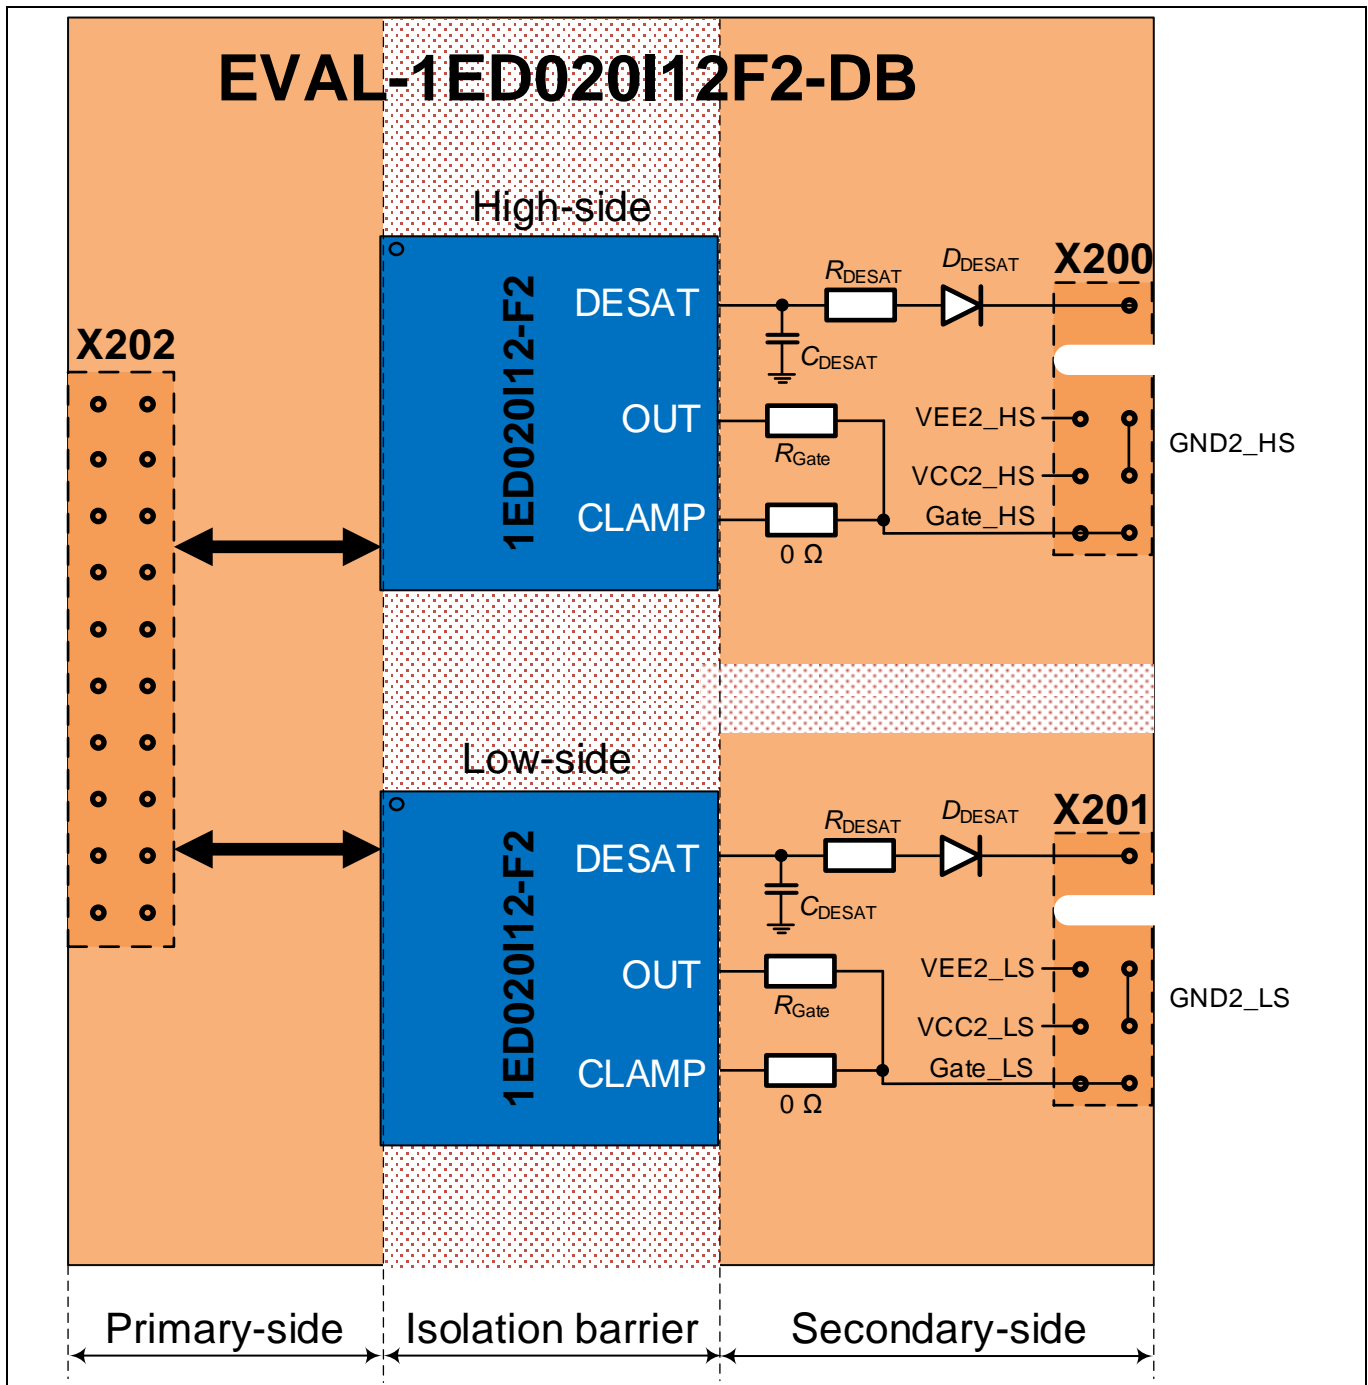 EVAL-1ED020I12F2-DB
High-side
1ED020I12-F2
DESAT
OUT
CLAMP
RDESAT
DDESAT
CDESAT
RGate
0 Ω
X200
VEE2_HS
VCC2_HS
Gate_HS
GND2_HS
X202
Low-side
1ED020I12-F2
DESAT
OUT
CLAMP
RDESAT
DDESAT
CDESAT
RGate
0 Ω
X201
VEE2_LS
VCC2_LS
Gate_LS
GND2_LS
Primary-side
Isolation barrier
Secondary-side